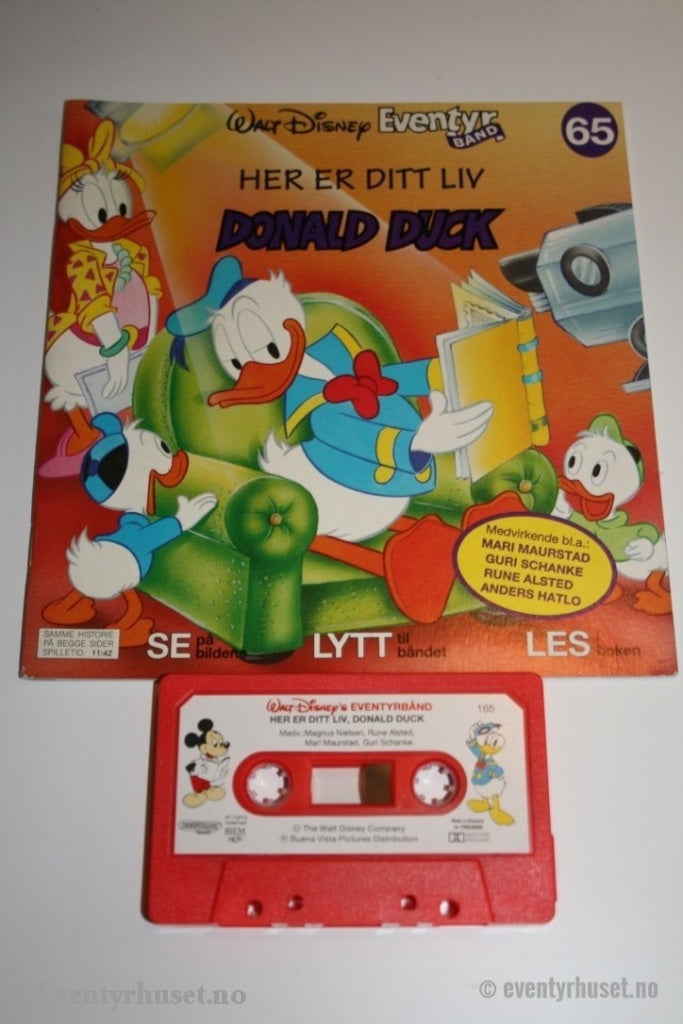 Walt Disney Eventyr BÅND
65
HER ER DITT LIV
DONALD DUCK
Medvirkende bl.a.:
MARI MAURSTAD
GURI SCHANKE
RUNE ALSTED
ANDERS HATLO
SAMME HISTORIE
PÅ BEGGE SIDER
SPILLETID: 11:42
SE på bildene
LYTT til båndet
LES boken
Walt Disney's EVENTYRBÅND
165
HER ER DITT LIV, DONALD DUCK
Medv.:Magnus Nielsen, Rune Alsted,
Mari Maurstad, Guri Schanke.
© The Walt Disney Company
℗ Buena Vista Pictures Distribution
eventyrhuset.no
© eventyrhuset.no